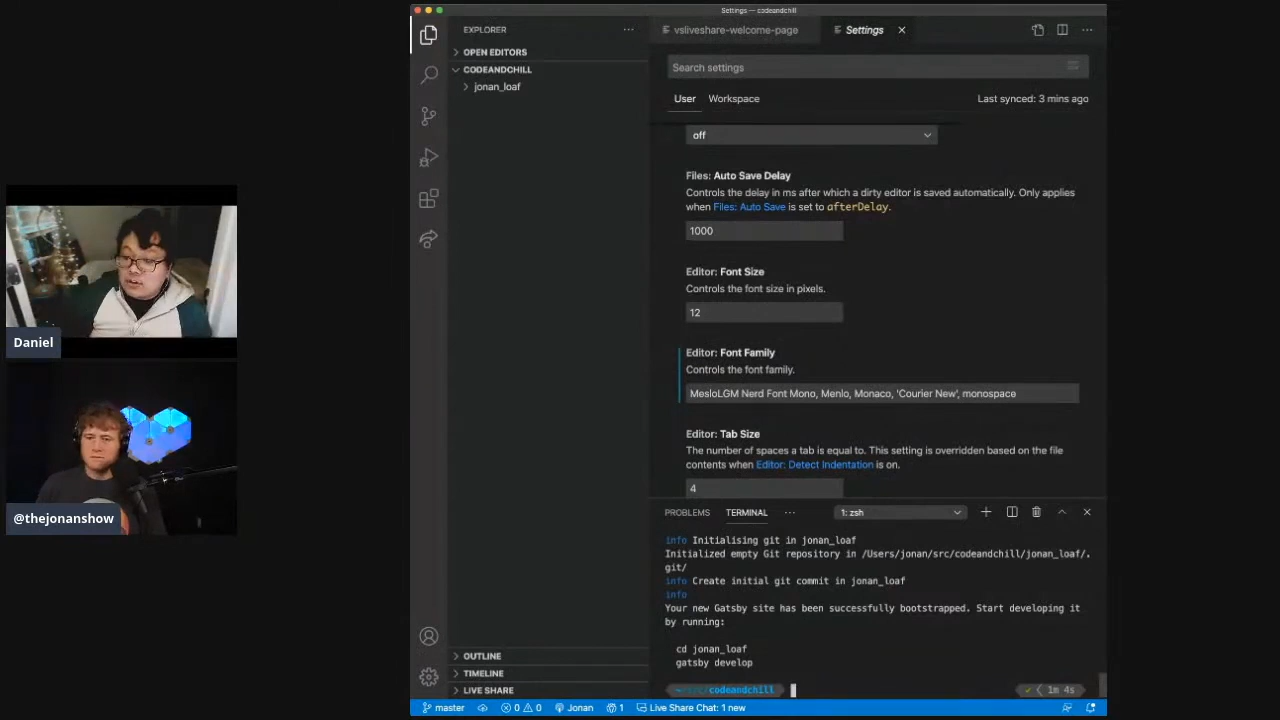 Settings — codeandchill
EXPLORER
OPEN EDITORS
CODEANDCHILL
jonan_loaf
OUTLINE
TIMELINE
LIVE SHARE
vsliveshare-welcome-page
Settings
Search settings
User
Workspace
Last synced: 3 mins ago
off
Files: Auto Save Delay
Controls the delay in ms after which a dirty editor is saved automatically. Only applies
when Files: Auto Save is set to afterDelay.
1000
Editor: Font Size
Controls the font size in pixels.
12
Editor: Font Family
Controls the font family.
MesloLGM Nerd Font Mono, Menlo, Monaco, 'Courier New', monospace
Editor: Tab Size
The number of spaces a tab is equal to. This setting is overridden based on the file
contents when Editor: Detect Indentation is on.
4
PROBLEMS
TERMINAL
1: zsh
info Initialising git in jonan_loaf
Initialized empty Git repository in /Users/jonan/src/codeandchill/jonan_loaf/.
git/
info Create initial git commit in jonan_loaf
info
Your new Gatsby site has been successfully bootstrapped. Start developing it
by running:
cd jonan_loaf
gatsby develop
codeandchill
1m 4s
master
0
0
Jonan
1
Live Share Chat: 1 new
Daniel
@thejonanshow